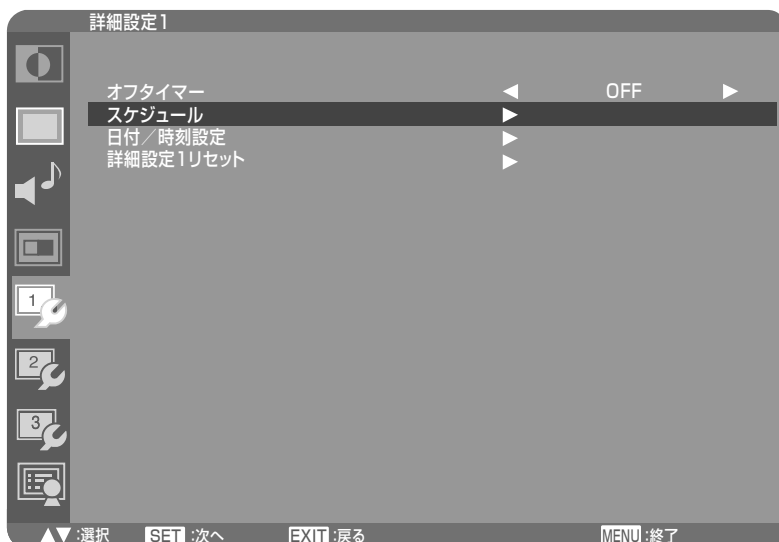 詳細設定1
オフタイマー ◀ OFF ▶
スケジュール ▶
日付／時刻設定 ▶
詳細設定1リセット ▶
1
2
3
▲▼:選択 SET:次へ EXIT:戻る MENU:終了